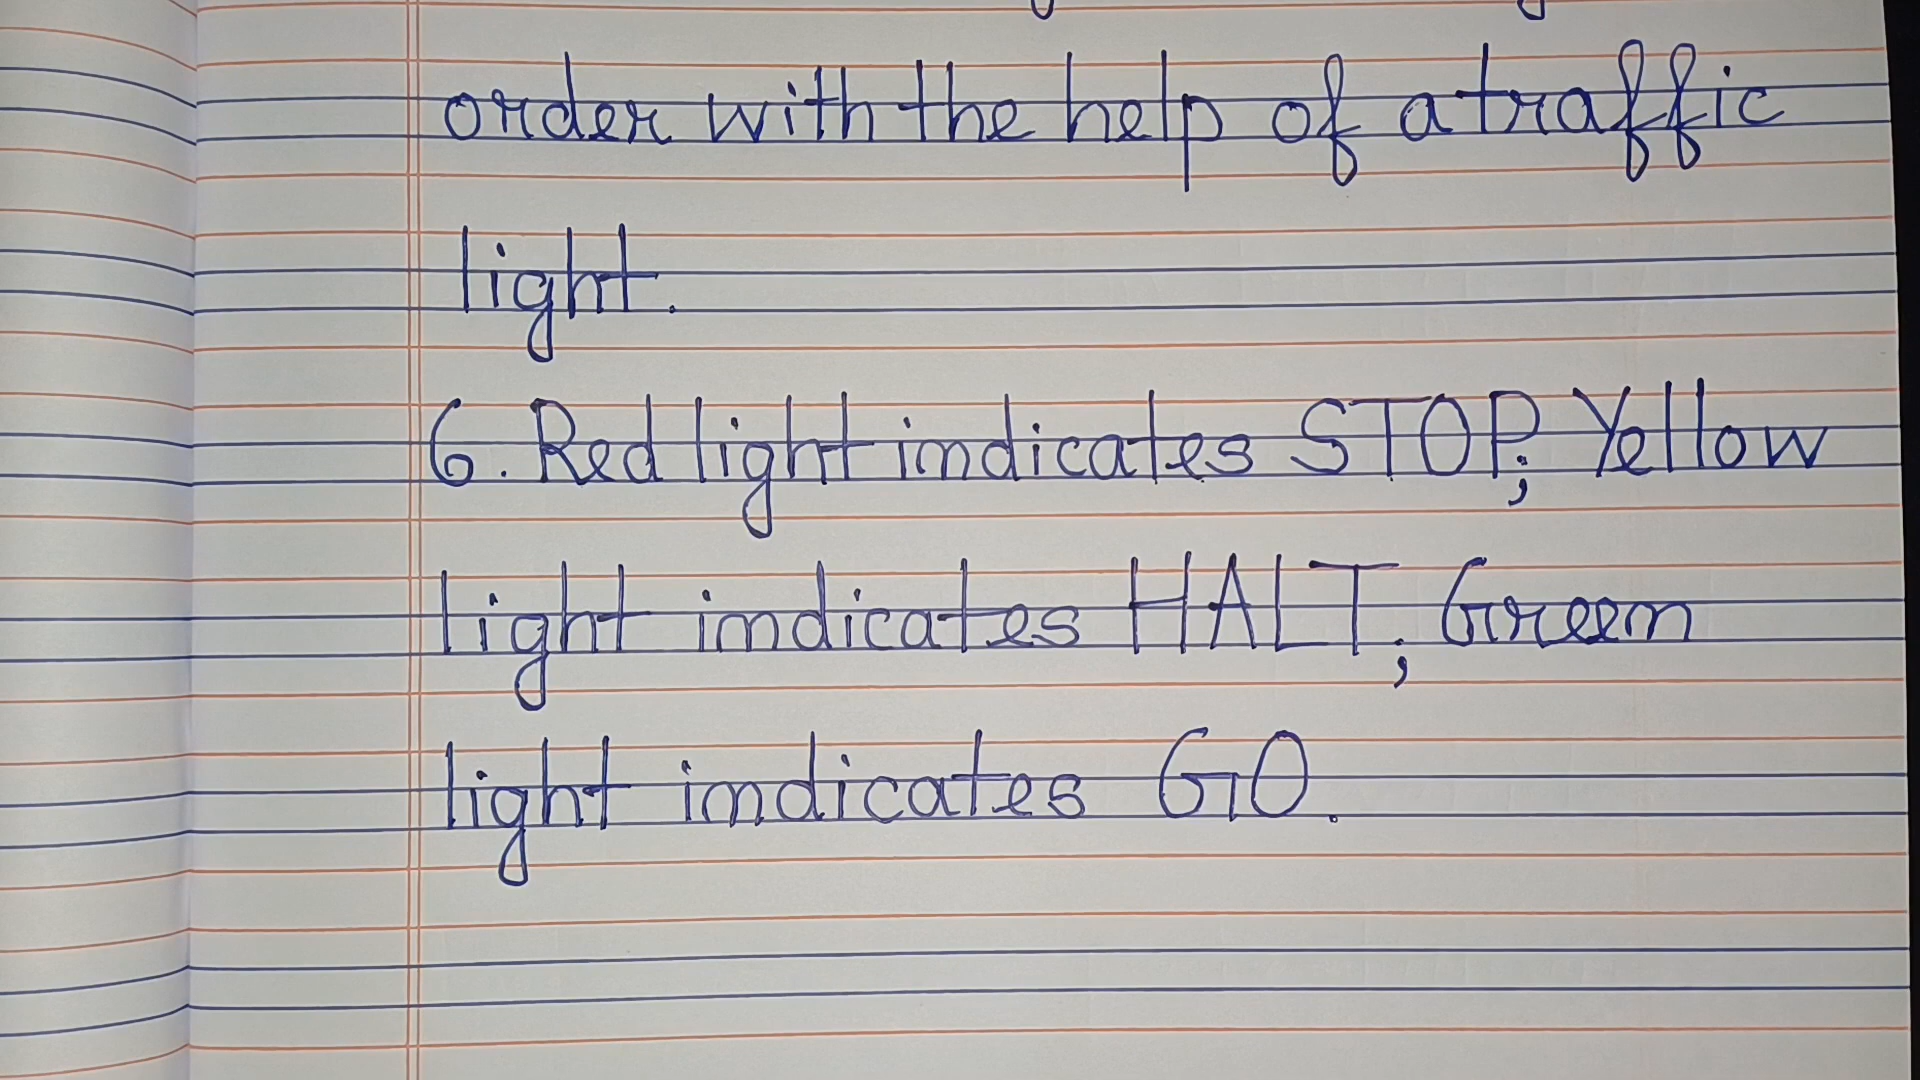 order with the help of a traffic
light.
6. Red light indicates STOP; Yellow
light indicates HALT; Green
light indicates GO.